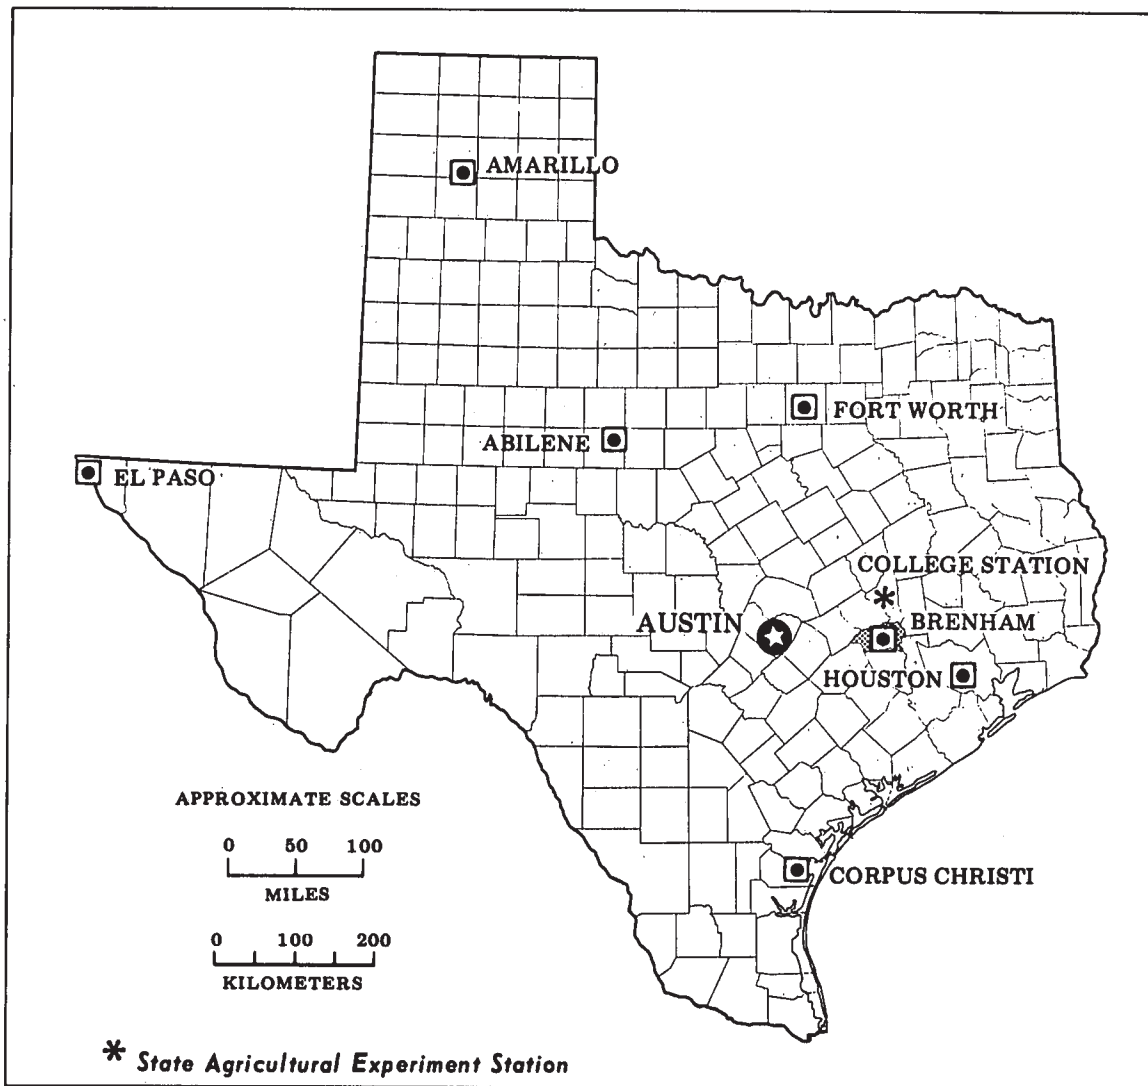 AMARILLO
FORT WORTH
ABILENE
EL PASO
COLLEGE STATION
*
AUSTIN
BRENHAM
HOUSTON
APPROXIMATE SCALES
0 50 100
MILES
CORPUS CHRISTI
0 100 200
KILOMETERS
* State Agricultural Experiment Station